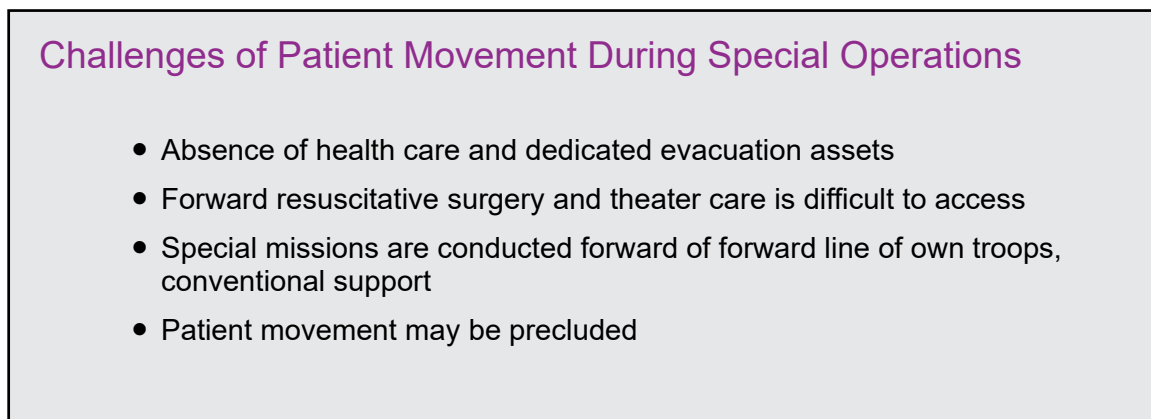 Challenges of Patient Movement During Special Operations
• Absence of health care and dedicated evacuation assets
• Forward resuscitative surgery and theater care is difficult to access
• Special missions are conducted forward of forward line of own troops,
conventional support
• Patient movement may be precluded